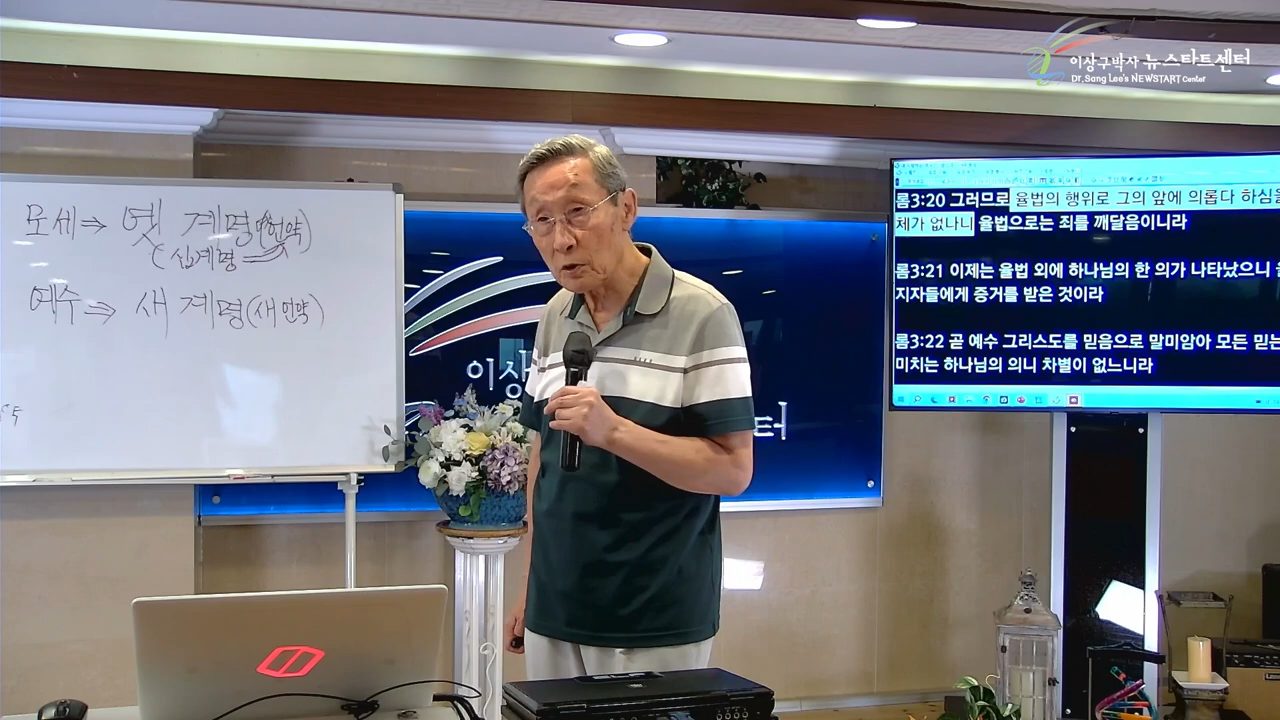 이상구박사 뉴스타트센터
Dr. Sang Lee's NEWSTART Center
모세⇒ 옛 계명
(십계명
예수⇒ 새 계명(새언약)
이상
터
롬3:20 그러므로 율법의 행위로 그의 앞에 의롭다 하심을
체가 없나니 율법으로는 죄를 깨달음이니라
롬3:21 이제는 율법 외에 하나님의 한 의가 나타났으니
지자들에게 증거를 받은 것이라
롬3:22 곧 예수 그리스도를 믿음으로 말미암아 모든 믿는
미치는 하나님의 의니 차별이 없느니라